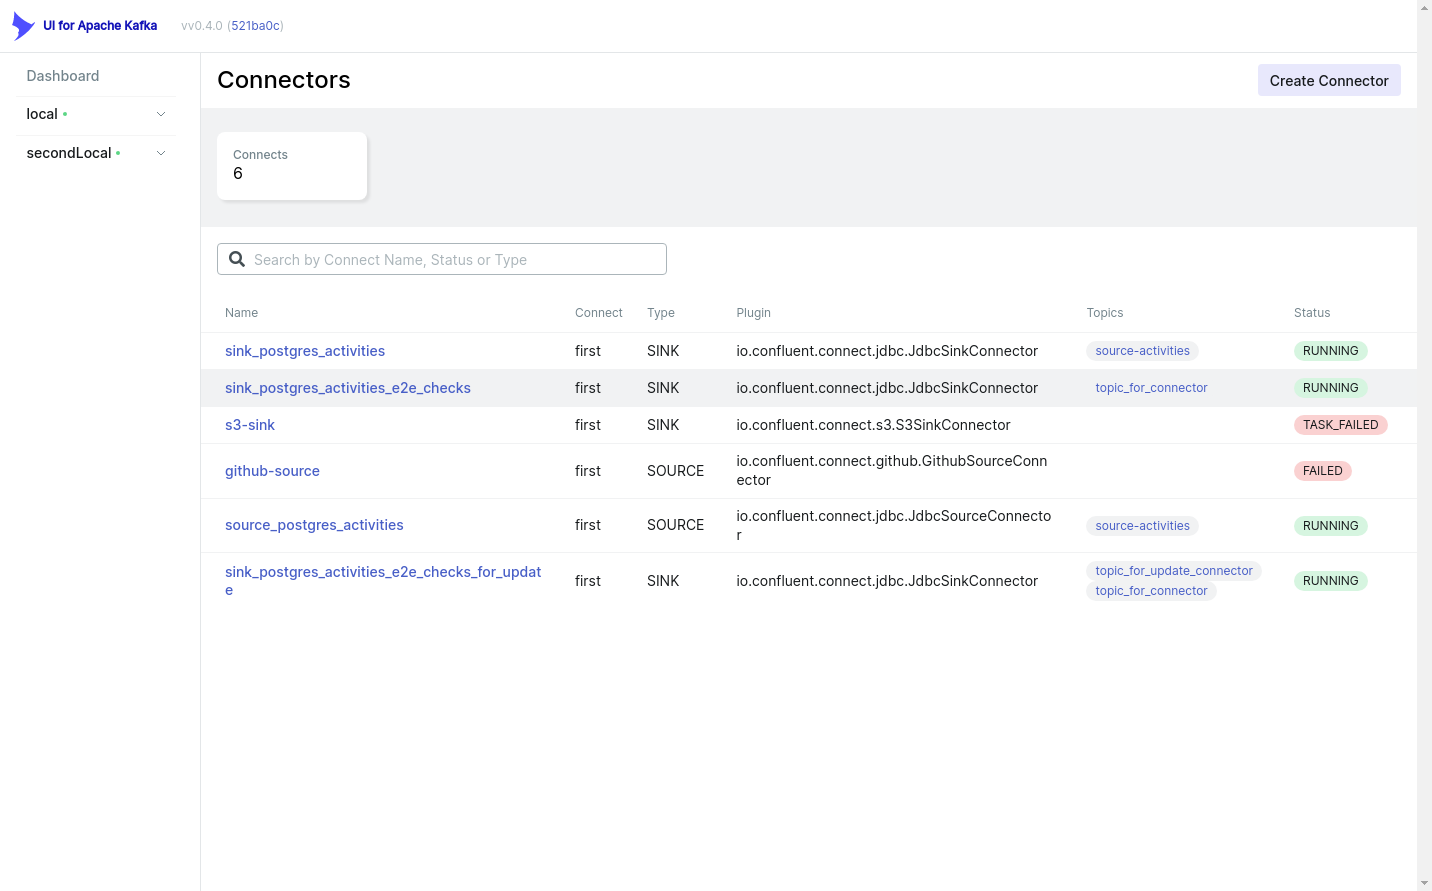 UI for Apache Kafka vv0.4.0 (521ba0c)
Dashboard
local
secondLocal
Connectors
Create Connector
Connects
6
Search by Connect Name, Status or Type
Name Connect Type Plugin Topics Status
sink_postgres_activities first SINK io.confluent.connect.jdbc.JdbcSinkConnector source-activities RUNNING
sink_postgres_activities_e2e_checks first SINK io.confluent.connect.jdbc.JdbcSinkConnector topic_for_connector RUNNING
s3-sink first SINK io.confluent.connect.s3.S3SinkConnector TASK_FAILED
github-source first SOURCE io.confluent.connect.github.GithubSourceConn
ector FAILED
source_postgres_activities first SOURCE io.confluent.connect.jdbc.JdbcSourceConnecto
r source-activities RUNNING
sink_postgres_activities_e2e_checks_for_updat
e first SINK io.confluent.connect.jdbc.JdbcSinkConnector topic_for_update_connector
topic_for_connector RUNNING